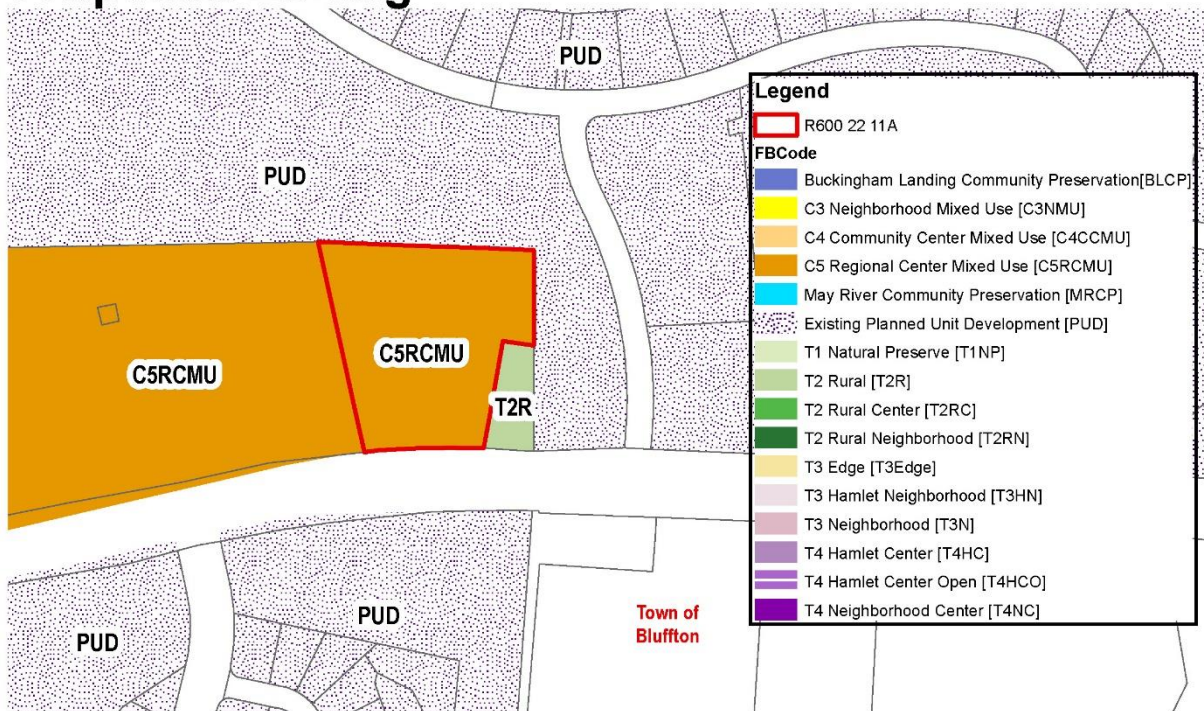 PUD
PUD
C5RCMU
C5RCMU
T2R
PUD
PUD
Town of
Bluffton
Legend
R600 22 11A
FBCode
Buckingham Landing Community Preservation[BLCP]
C3 Neighborhood Mixed Use [C3NMU]
C4 Community Center Mixed Use [C4CCMU]
C5 Regional Center Mixed Use [C5RCMU]
May River Community Preservation [MRCP]
Existing Planned Unit Development [PUD]
T1 Natural Preserve [T1NP]
T2 Rural [T2R]
T2 Rural Center [T2RC]
T2 Rural Neighborhood [T2RN]
T3 Edge [T3Edge]
T3 Hamlet Neighborhood [T3HN]
T3 Neighborhood [T3N]
T4 Hamlet Center [T4HC]
T4 Hamlet Center Open [T4HCO]
T4 Neighborhood Center [T4NC]